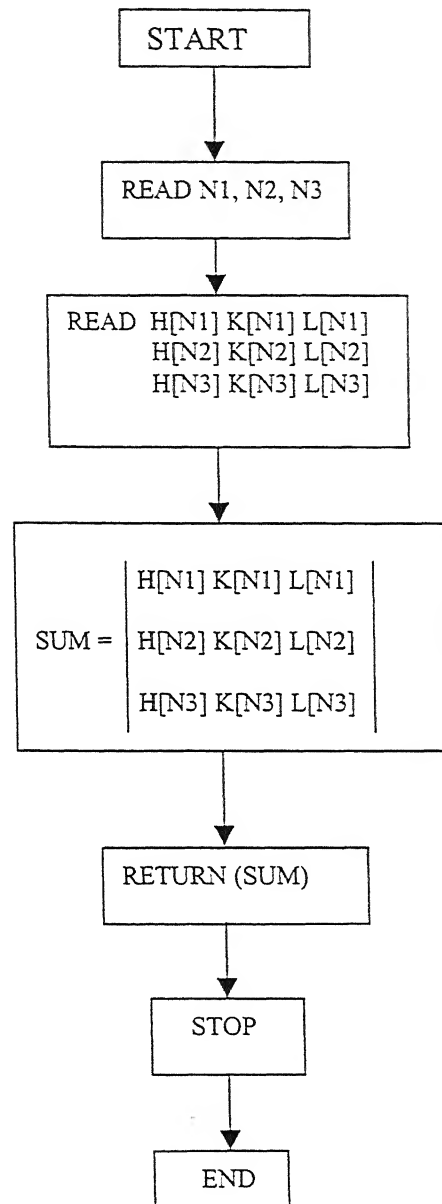 START
READ N1, N2, N3
READ H[N1] K[N1] L[N1]
H[N2] K[N2] L[N2]
H[N3] K[N3] L[N3]
H[N1] K[N1] L[N1]
SUM = H[N2] K[N2] L[N2]
H[N3] K[N3] L[N3]
RETURN (SUM)
STOP
END